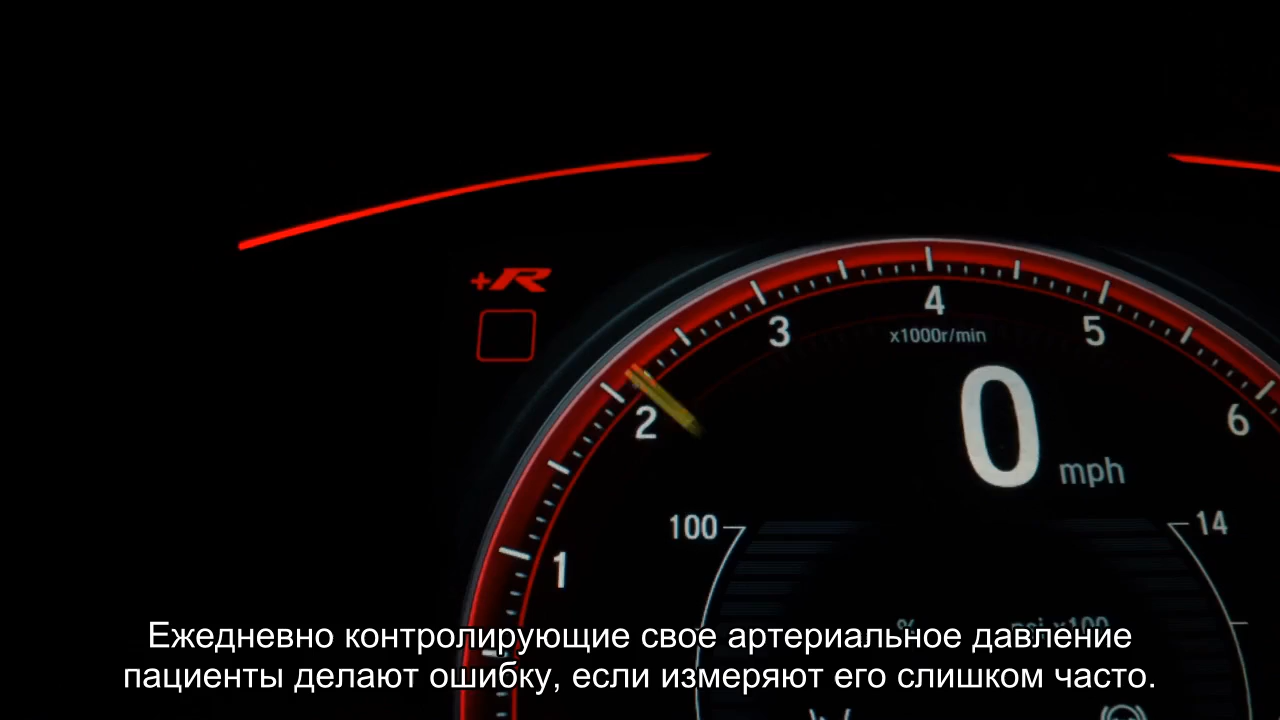 +R
4
3
5
x1000r/min
2
0
6
mph
100
14
1
Ежедневно контролирующие свое артериальное давление
пациенты делают ошибку, если измеряют его слишком часто.